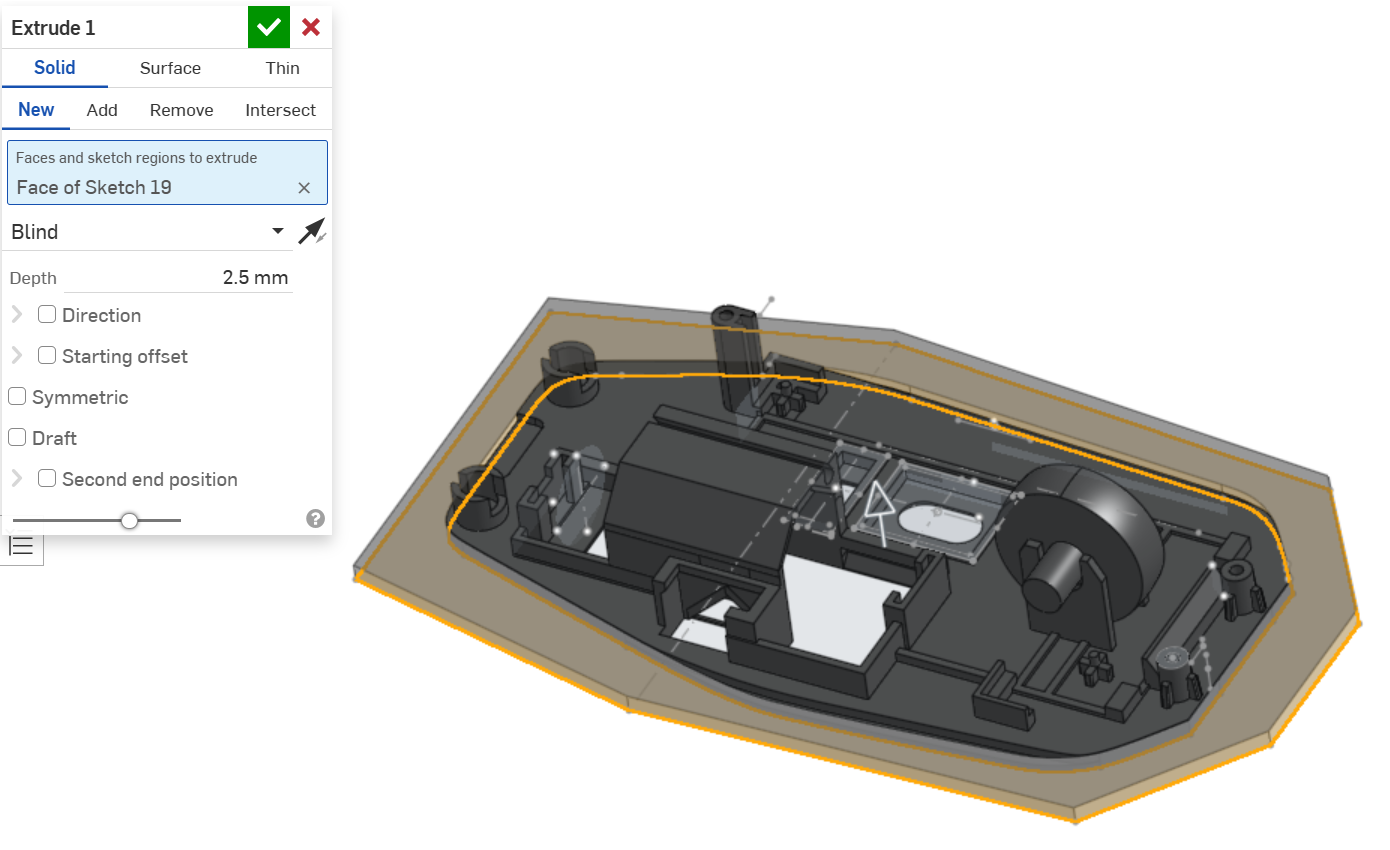 Extrude 1
Solid Surface Thin
New Add Remove Intersect
Faces and sketch regions to extrude
Face of Sketch 19
Blind
Depth 2.5 mm
Direction
Starting offset
Symmetric
Draft
Second end position
?